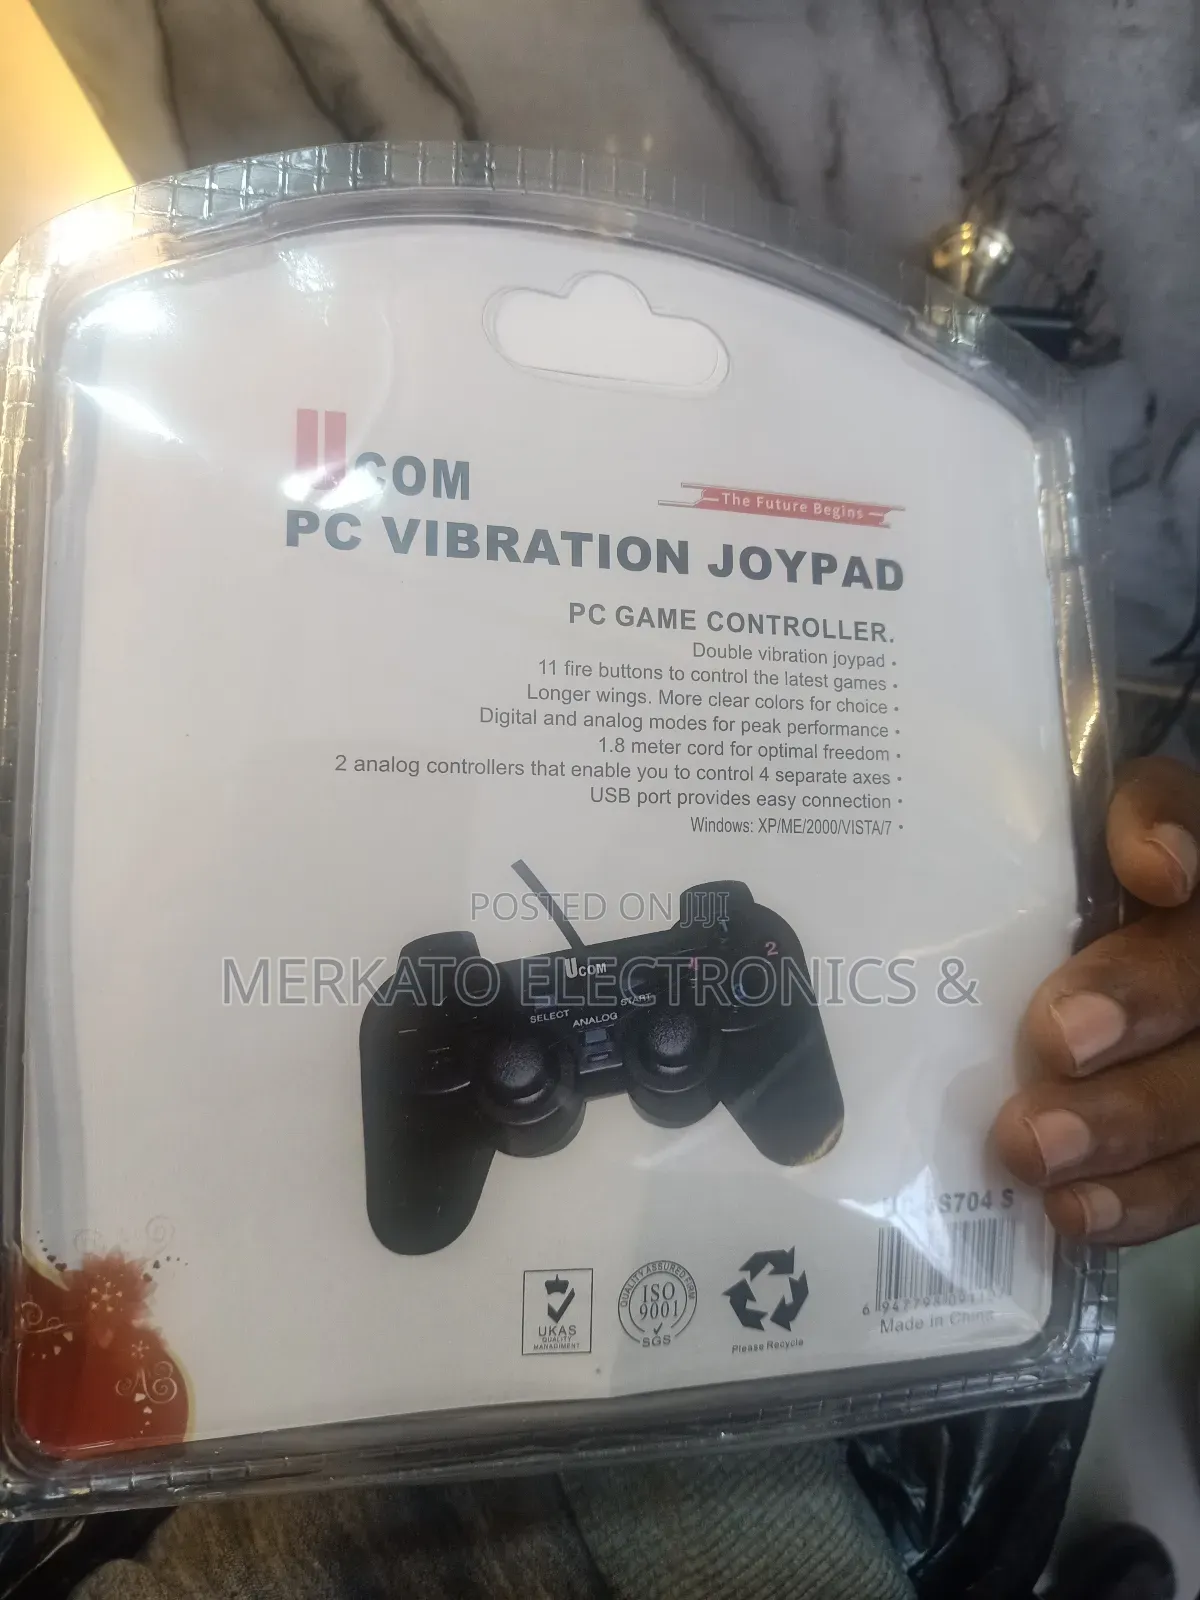 UCOM
The Future Begins
PC VIBRATION JOYPAD
PC GAME CONTROLLER.
Double vibration joypad •
11 fire buttons to control the latest games •
Longer wings. More clear colors for choice •
Digital and analog modes for peak performance •
1.8 meter cord for optimal freedom •
2 analog controllers that enable you to control 4 separate axes •
USB port provides easy connection •
Windows: XP/ME/2000/VISTA/7 •
POSTED ON JIJI
MERKATO ELECTRONICS &
UCOM
2
SELECT
START
ANALOG
S704 S
UKAS
QUALITY
MANAGIMENT
QUALITY ASSURED FIRM
ISO
9001
SGS
Please Recycle
Made in China